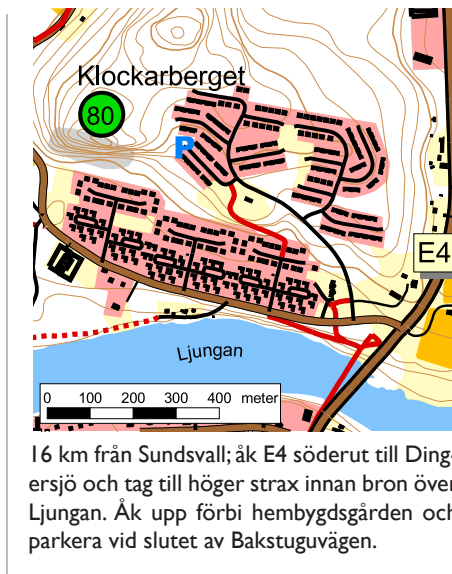 Klockarberget
80
P
E4
Ljungan
0 100 200 300 400 meter
16 km från Sundsvall; åk E4 söderut till Ding-
ersjö och tag till höger strax innan bron över
Ljungan. Åk upp förbi hembygdsgården och
parkera vid slutet av Bakstuguvägen.